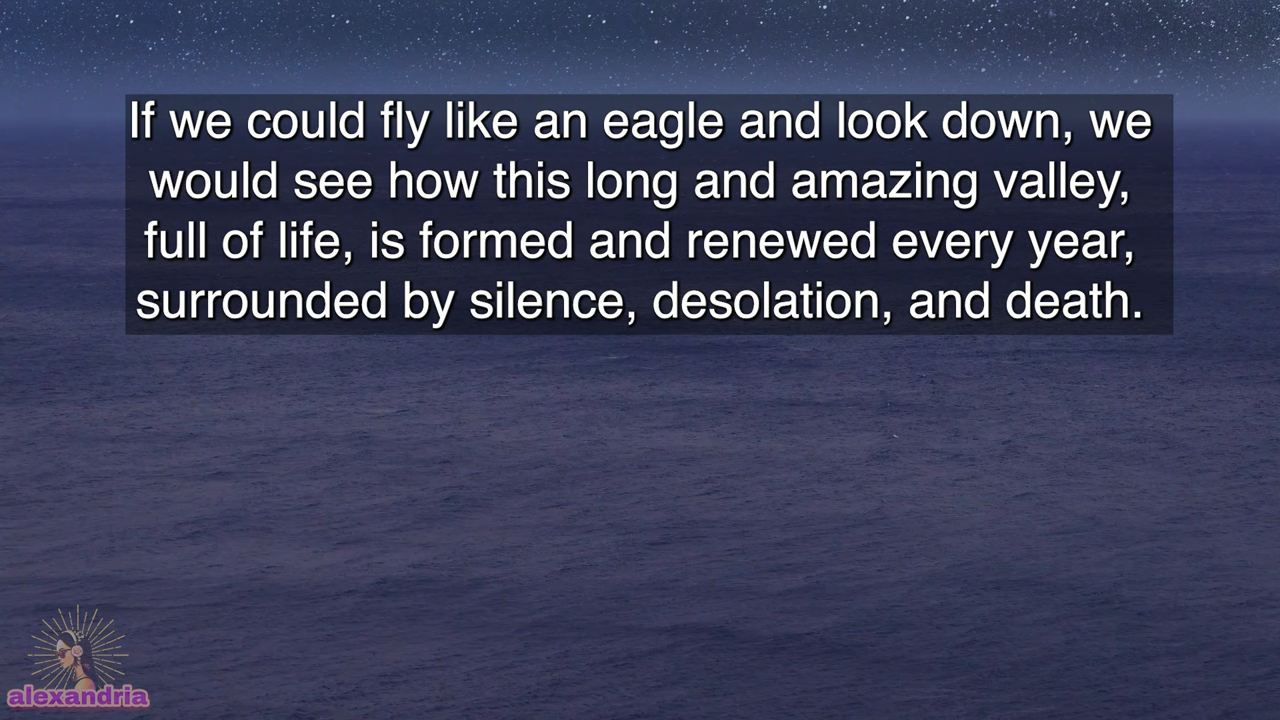 If we could fly like an eagle and look down, we
would see how this long and amazing valley,
full of life, is formed and renewed every year,
surrounded by silence, desolation, and death.
alexandria